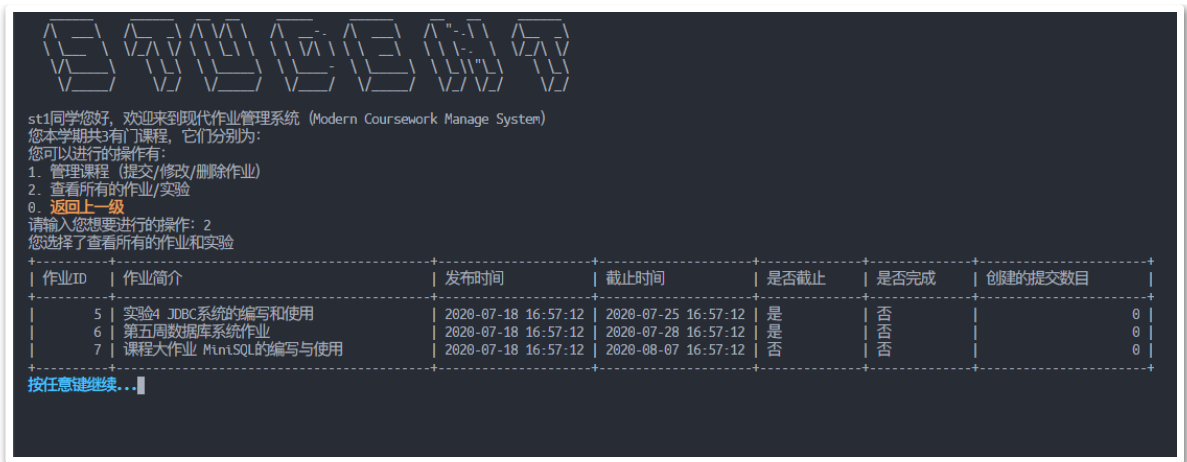 STUDENT
st1同学您好，欢迎来到现代作业管理系统（Modern Coursework Manage System）
您本学期共3有门课程，它们分别为：
您可以进行的操作有：
1. 管理课程（提交/修改/删除作业）
2. 查看所有的作业/实验
0. 返回上一级
请输入您想要进行的操作：2
您选择了查看所有的作业和实验
| 作业ID | 作业简介 | 发布时间 | 截止时间 | 是否截止 | 是否完成 | 创建的提交数目 |
| 5 | 实验4 JDBC系统的编写和使用 | 2020-07-18 16:57:12 | 2020-07-25 16:57:12 | 是 | 否 | 0 |
| 6 | 第五周数据库系统作业 | 2020-07-18 16:57:12 | 2020-07-28 16:57:12 | 是 | 否 | 0 |
| 7 | 课程大作业 MiniSQL的编写与使用 | 2020-07-18 16:57:12 | 2020-08-07 16:57:12 | 否 | 否 | 0 |
按任意键继续...